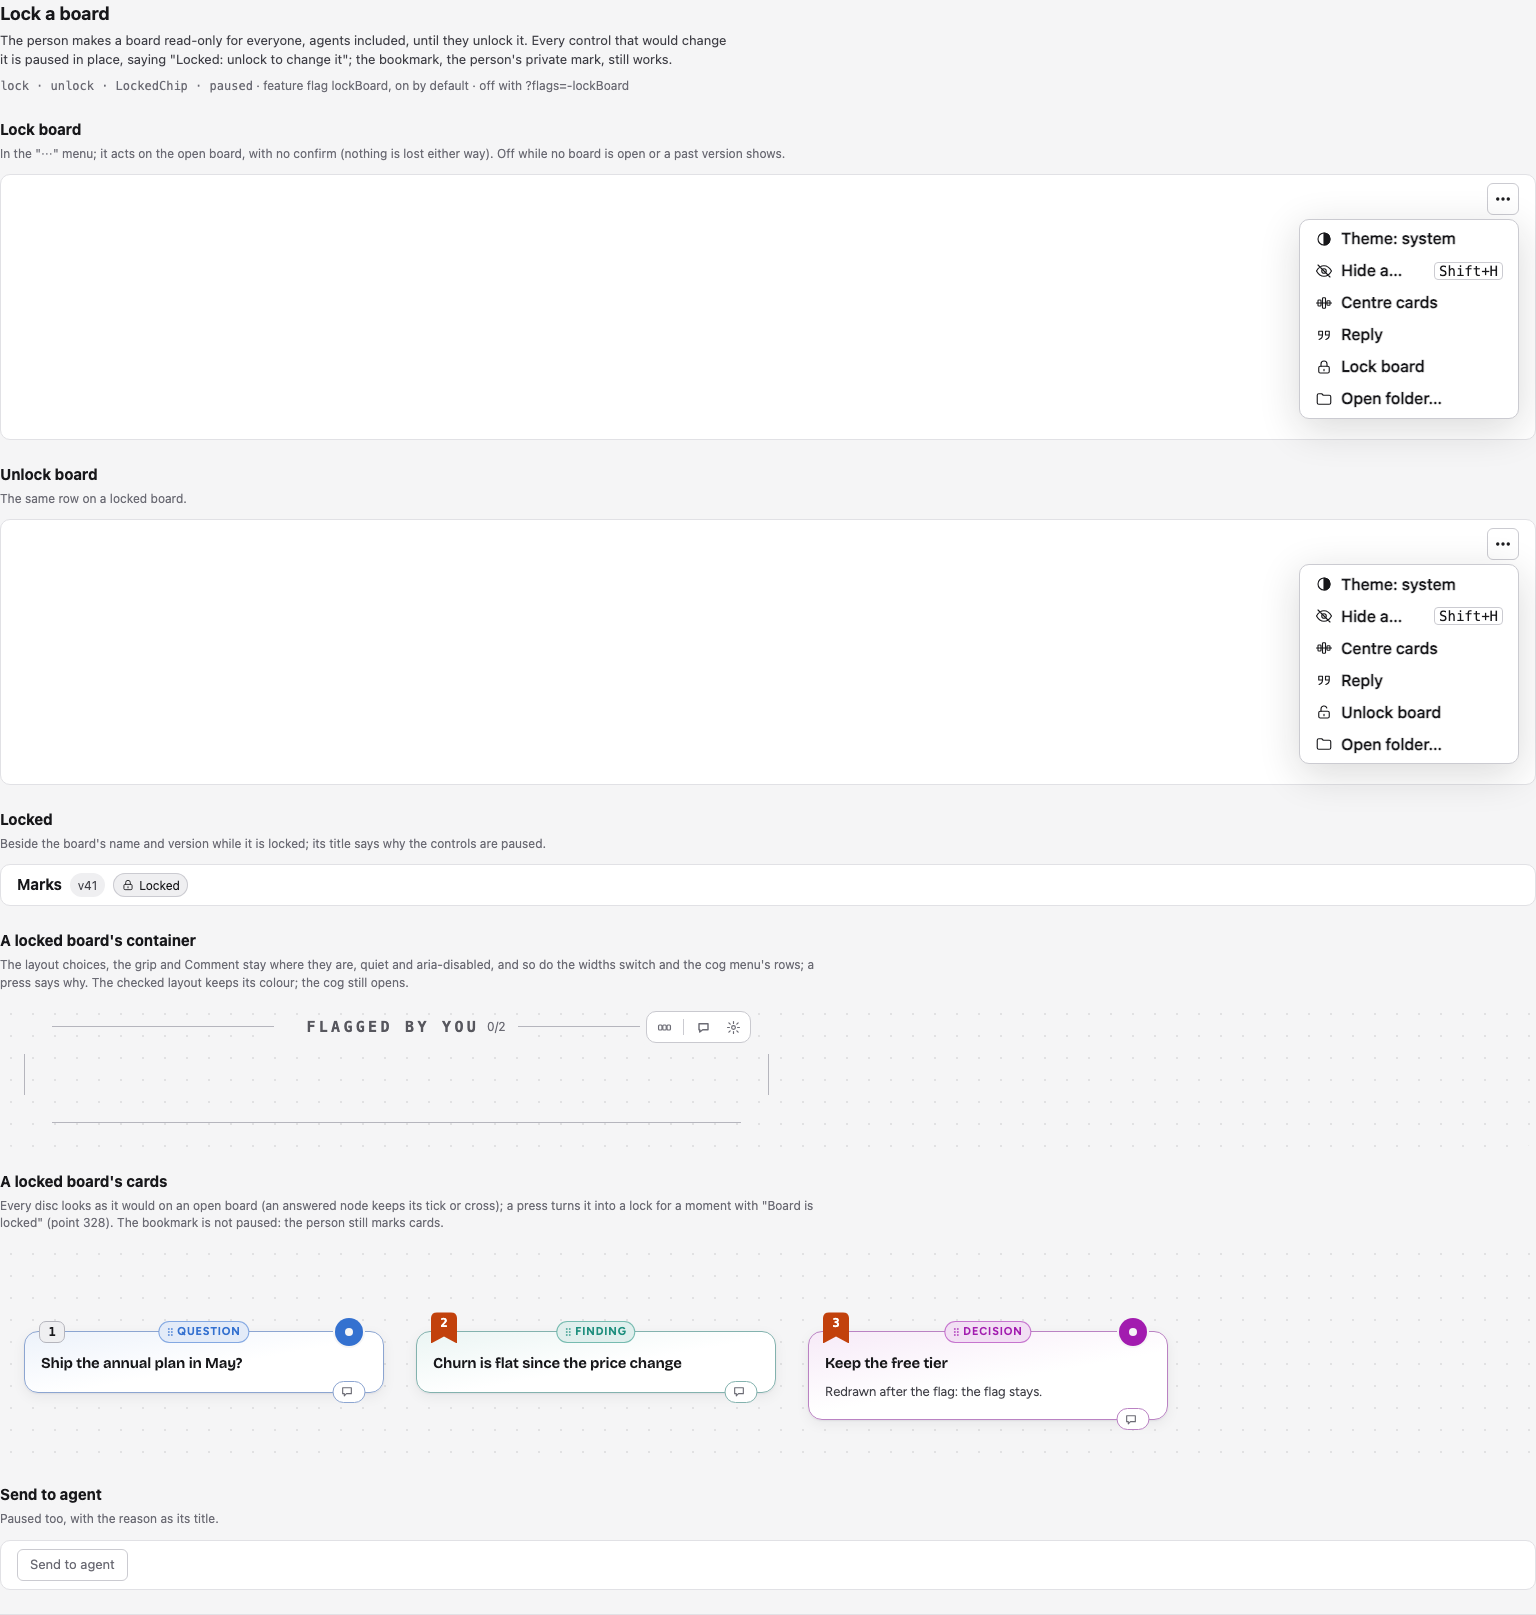 Lock a board
The person makes a board read-only for everyone, agents included, until they unlock it. Every control that would change
it is paused in place, saying "Locked: unlock to change it"; the bookmark, the person's private mark, still works.
lock · unlock · LockedChip · paused · feature flag lockBoard, on by default · off with ?flags=-lockBoard
Lock board
In the "···" menu; it acts on the open board, with no confirm (nothing is lost either way). Off while no board is open or a past version shows.
Theme: system
Hide a... Shift+H
Centre cards
Reply
Lock board
Open folder...
Unlock board
The same row on a locked board.
Theme: system
Hide a... Shift+H
Centre cards
Reply
Unlock board
Open folder...
Locked
Beside the board's name and version while it is locked; its title says why the controls are paused.
Marks v41 Locked
A locked board's container
The layout choices, the grip and Comment stay where they are, quiet and aria-disabled, and so do the widths switch and the cog menu's rows; a
press says why. The checked layout keeps its colour; the cog still opens.
FLAGGED BY YOU 0/2
A locked board's cards
Every disc looks as it would on an open board (an answered node keeps its tick or cross); a press turns it into a lock for a moment with "Board is
locked" (point 328). The bookmark is not paused: the person still marks cards.
1 QUESTION
Ship the annual plan in May?
2 FINDING
Churn is flat since the price change
3 DECISION
Keep the free tier
Redrawn after the flag: the flag stays.
Send to agent
Paused too, with the reason as its title.
Send to agent